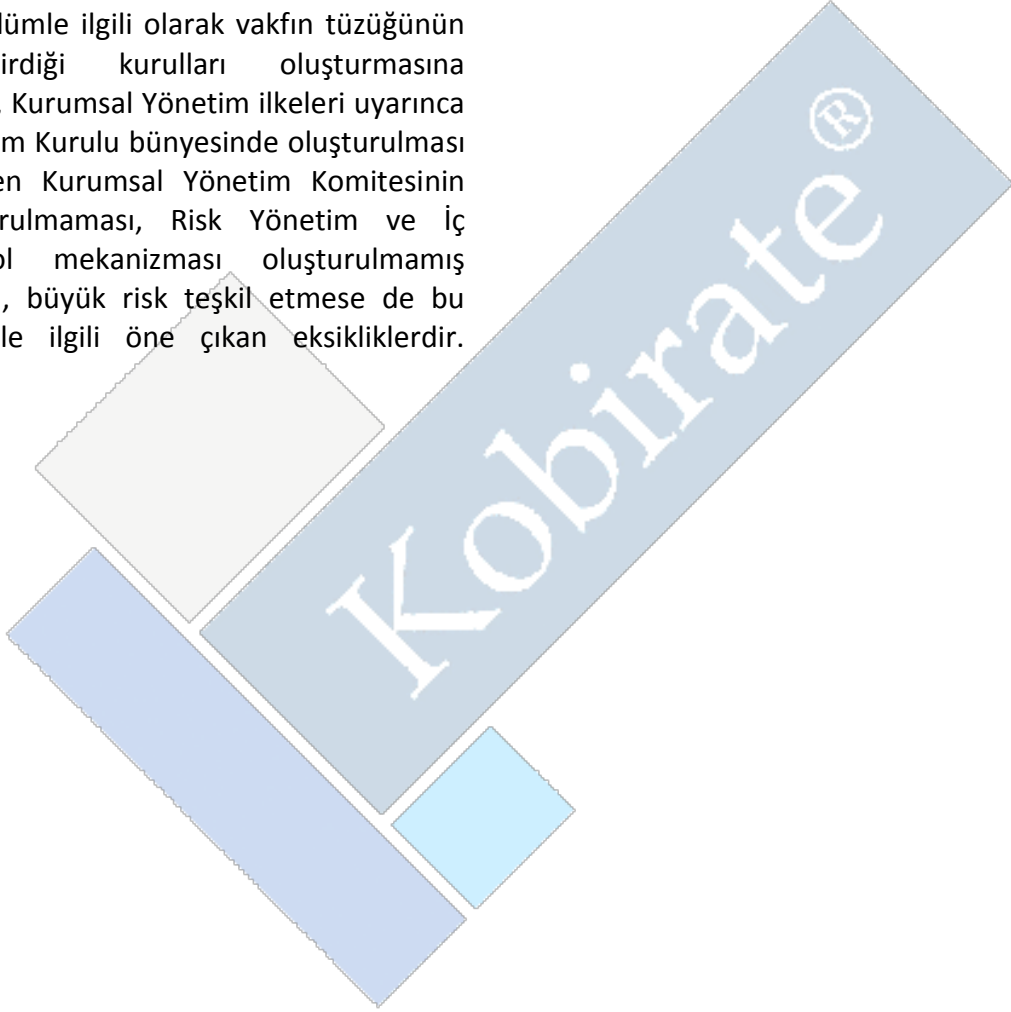 lümle ilgili olarak vakfın tüzüğünün
irdiği kurulları oluşturmasına
Kurumsal Yönetim ilkeleri uyarınca
m Kurulu bünyesinde oluşturulması
en Kurumsal Yönetim Komitesinin
rulmaması, Risk Yönetim ve İç
ol mekanizması oluşturulmamış
, büyük risk teşkil etmese de bu
le ilgili öne çıkan eksikliklerdir.
Kobirate ®